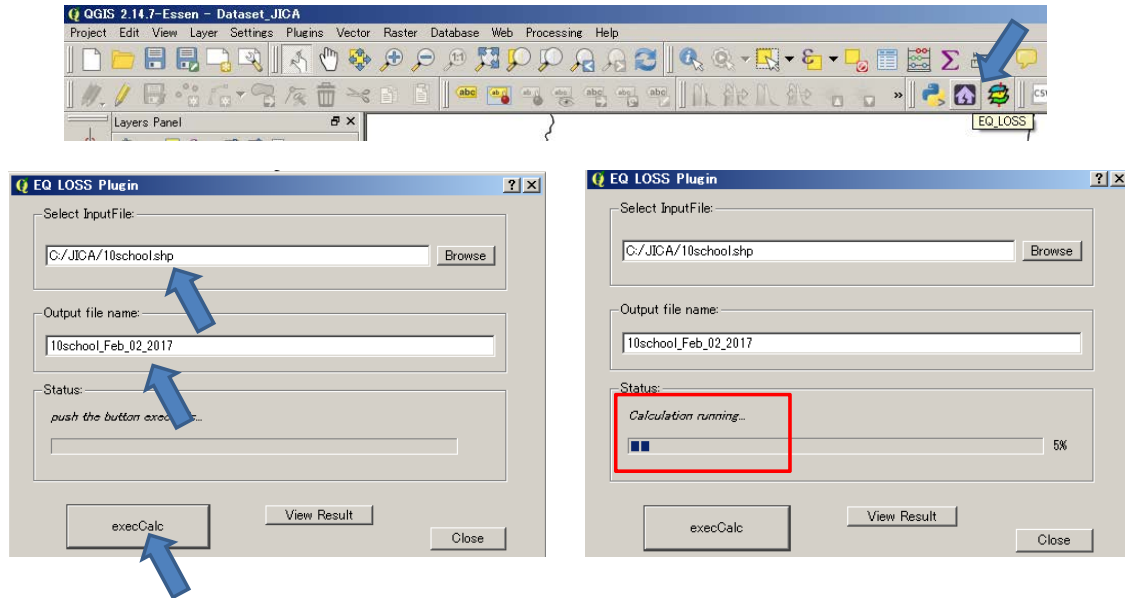 QGIS 2.14.7-Essen - Dataset_JICA
Project Edit View Layer Settings Plugins Vector Raster Database Web Processing Help
abc
Layers Panel
EQ_LOSS
EQ LOSS Plugin
Select InputFile:
C:/JICA/10school.shp
Browse
Output file name:
10school_Feb_02_2017
Status:
push the button
execCalc
View Result
Close
EQ LOSS Plugin
Select InputFile:
C:/JICA/10school.shp
Browse
Output file name:
10school_Feb_02_2017
Status:
Calculation running...
5%
execCalc
View Result
Close